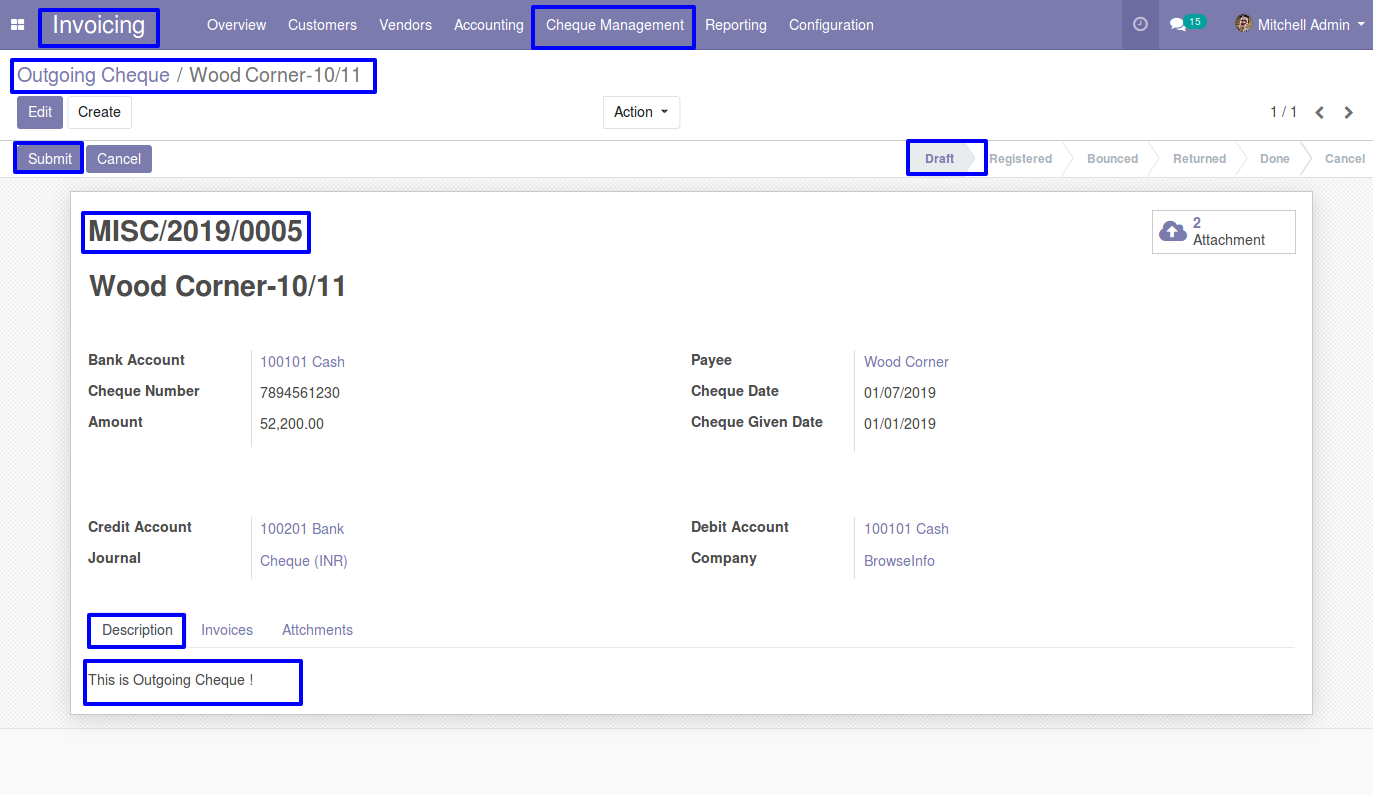 Invoicing Overview Customers Vendors Accounting Cheque Management Reporting Configuration 15 Mitchell Admin
Outgoing Cheque / Wood Corner-10/11
Edit Create Action 1 / 1
Submit Cancel Draft Registered Bounced Returned Done Cancel
MISC/2019/0005
2
Attachment
Wood Corner-10/11
Bank Account 100101 Cash Payee Wood Corner
Cheque Number 7894561230 Cheque Date 01/07/2019
Amount 52,200.00 Cheque Given Date 01/01/2019
Credit Account 100201 Bank Debit Account 100101 Cash
Journal Cheque (INR) Company BrowseInfo
Description Invoices Attchments
This is Outgoing Cheque !